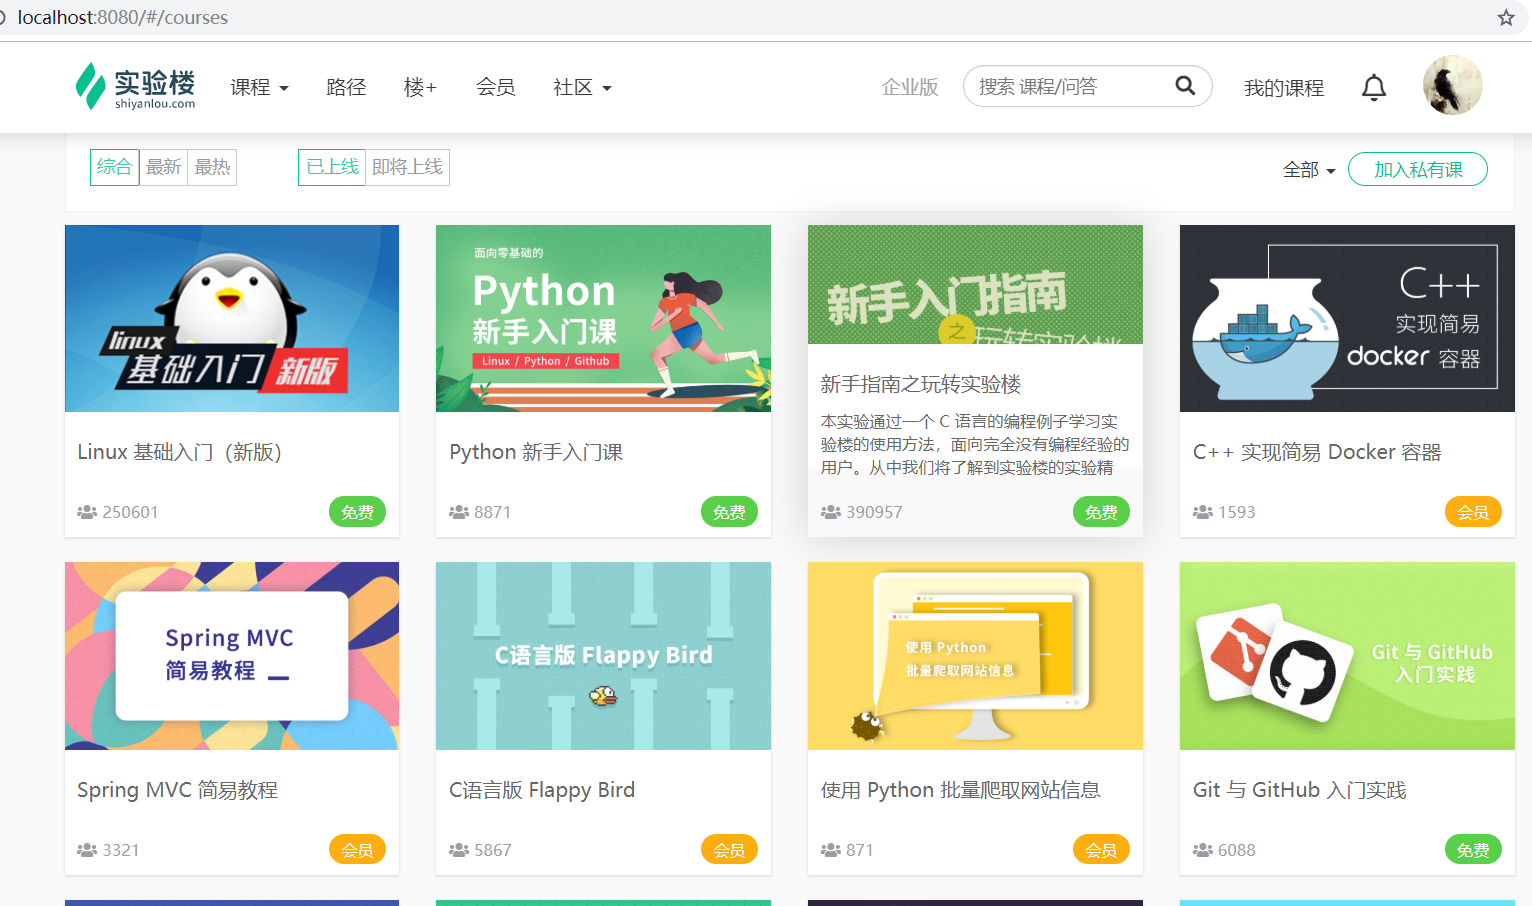 localhost:8080/#/courses
实验楼
shiyanlou.com
课程
路径
楼+
会员
社区
企业版
搜索 课程/问答
我的课程
综合
最新
最热
已上线
即将上线
全部
加入私有课
linux
基础入门 新版
Linux 基础入门（新版）
250601
免费
面向零基础的
Python
新手入门课
Linux / Python / Github
Python 新手入门课
8871
免费
新手入门指南
之 玩转实验楼
新手指南之玩转实验楼
本实验通过一个 C 语言的编程例子学习实
验楼的使用方法，面向完全没有编程经验的
用户。从中我们将了解到实验楼的实验精
390957
免费
C++
实现简易
docker 容器
C++ 实现简易 Docker 容器
1593
会员
Spring MVC
简易教程
Spring MVC 简易教程
3321
会员
C语言版 Flappy Bird
C语言版 Flappy Bird
5867
会员
使用 Python
批量爬取网站信息
使用 Python 批量爬取网站信息
871
会员
Git 与 GitHub
入门实践
Git 与 GitHub 入门实践
6088
免费